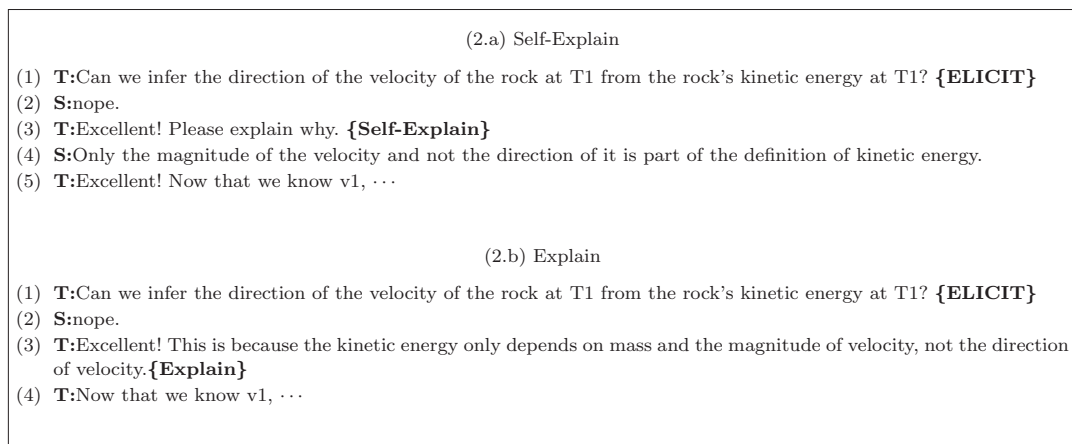 (2.a) Self-Explain
(1) T:Can we infer the direction of the velocity of the rock at T1 from the rock's kinetic energy at T1? {ELICIT}
(2) S:nope.
(3) T:Excellent! Please explain why. {Self-Explain}
(4) S:Only the magnitude of the velocity and not the direction of it is part of the definition of kinetic energy.
(5) T:Excellent! Now that we know v1, ···
(2.b) Explain
(1) T:Can we infer the direction of the velocity of the rock at T1 from the rock's kinetic energy at T1? {ELICIT}
(2) S:nope.
(3) T:Excellent! This is because the kinetic energy only depends on mass and the magnitude of velocity, not the direction
of velocity.{Explain}
(4) T:Now that we know v1, ···